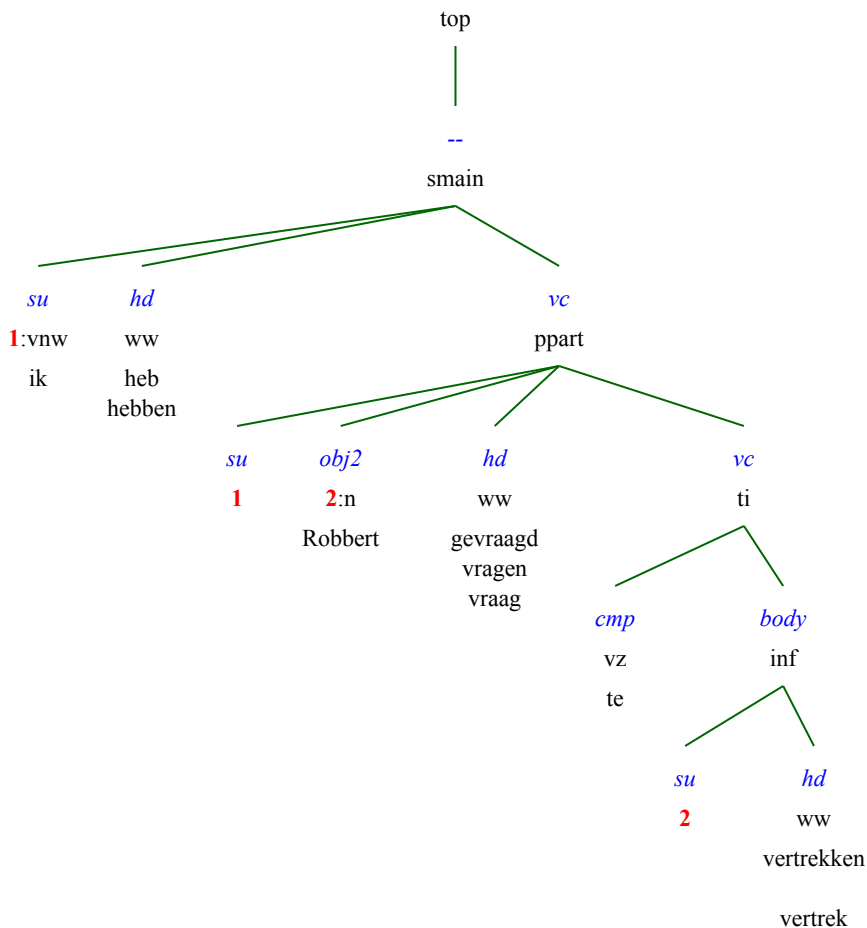 top
--
smain
su hd vc
1:vnw ww ppart
ik heb
hebben
su obj2 hd vc
1 2:n ww ti
Robbert gevraagd
vragen
vraag
cmp body
vz inf
te
su hd
2 ww
vertrekken
vertrek